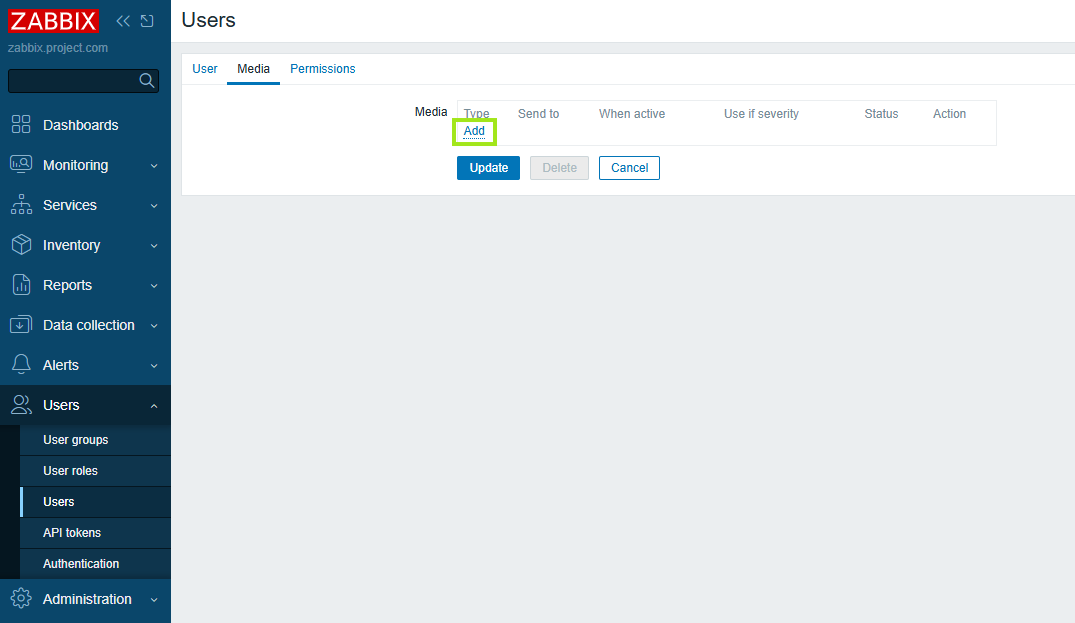 ZABBIX
zabbix.project.com
Dashboards
Monitoring
Services
Inventory
Reports
Data collection
Alerts
Users
User groups
User roles
Users
API tokens
Authentication
Administration
Users
User Media Permissions
Media Type Send to When active Use if severity Status Action
Add
Update Delete Cancel